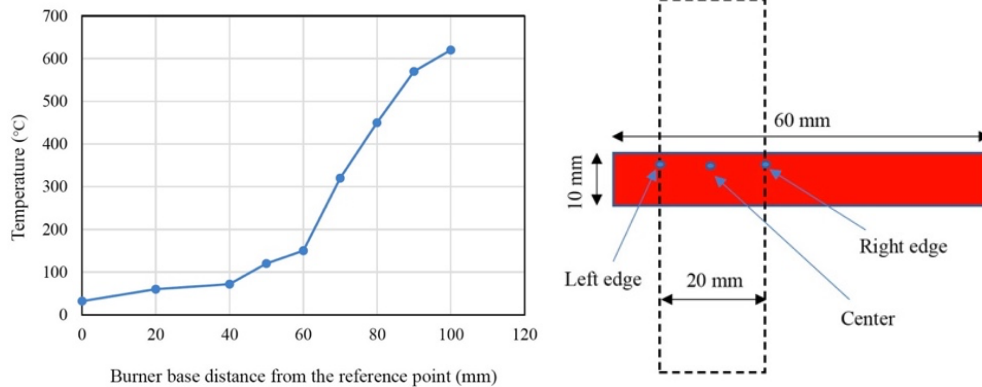 700
600
500
400
300
200
100
0
0 20 40 60 80 100 120
Temperature (°C)
Burner base distance from the reference point (mm)
60 mm
10 mm
Right edge
Left edge
20 mm
Center